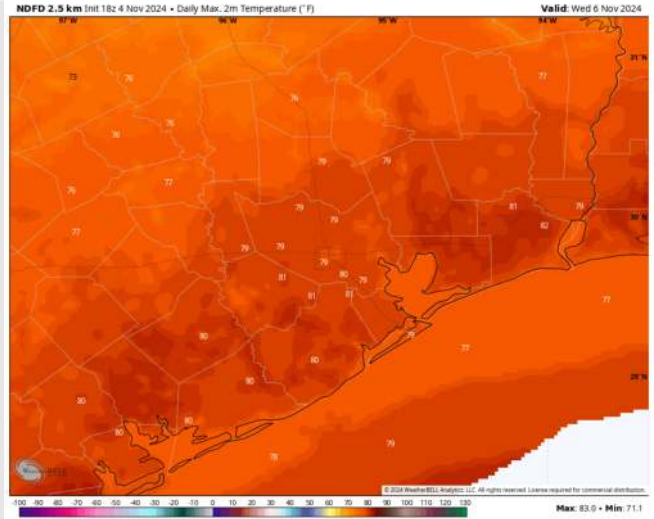 NDFD 2.5 km Init 18z 4 Nov 2024 • Daily Max. 2m Temperature (°F) Valid: Wed 6 Nov 2024
97°W 96°W 95°W 94°W
31°N
73 76 77
76
76 76
79 79
76 77
79 81 79
30°N
77 79 82
79 79
79
81 80 79
81 81 77
79
80 77
80
29°N
80 80
80 80
79
78
© 2024 WeatherBELL Analytics, LLC. All rights reserved. License required for commercial distribution.
-100 -90 -80 -70 -60 -50 -40 -30 -20 -10 0 10 20 30 40 50 60 70 80 90 100 110 120 130
Max: 83.0 • Min: 71.1